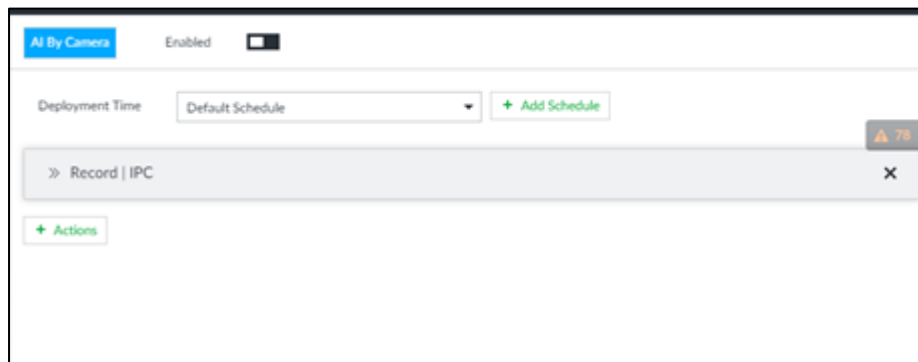 AI By Camera Enabled
Deployment Time Default Schedule + Add Schedule
78
» Record | IPC ×
+ Actions